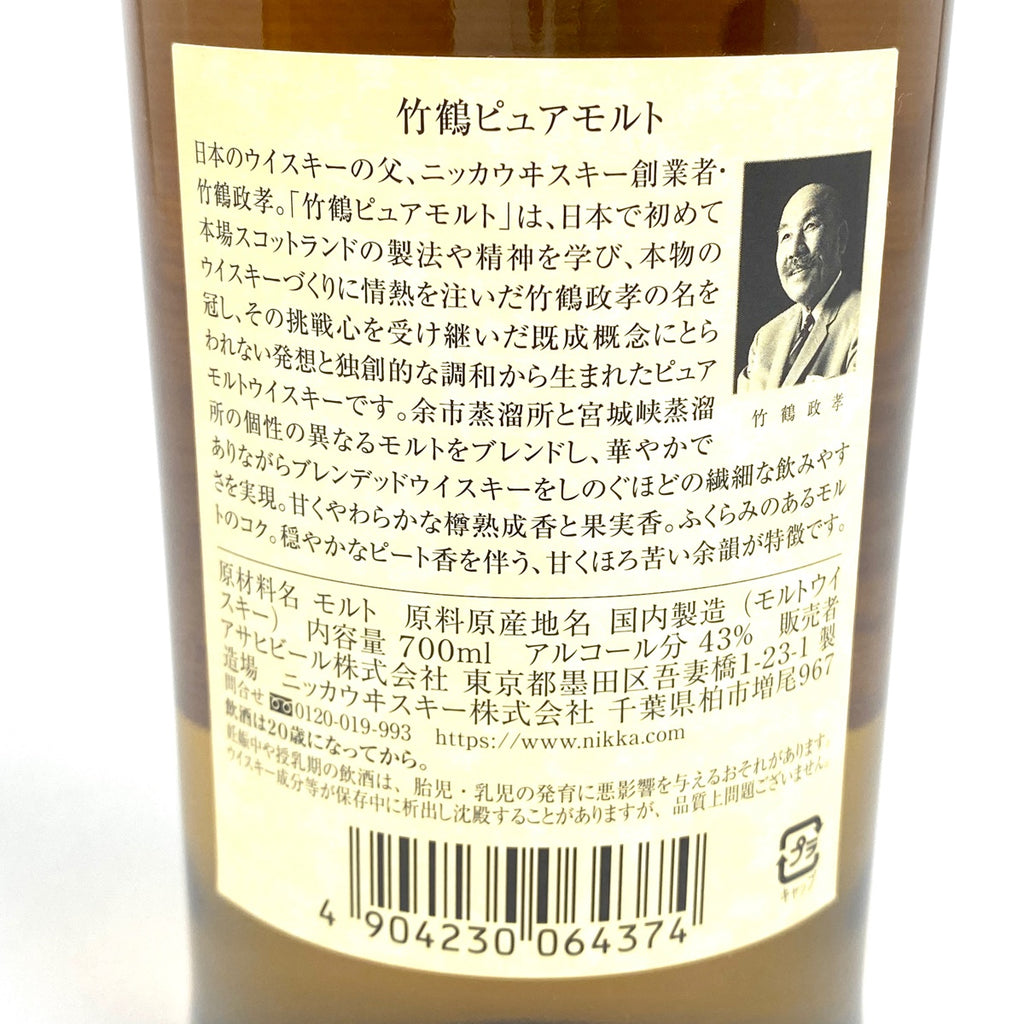 竹鶴ピュアモルト
日本のウイスキーの父、ニッカウヰスキー創業者・
竹鶴政孝。「竹鶴ピュアモルト」は、日本で初めて
本場スコットランドの製法や精神を学び、本物の
ウイスキーづくりに情熱を注いだ竹鶴政孝の名を
冠し、その挑戦心を受け継いだ既成概念にとら
われない発想と独創的な調和から生まれたピュア
モルトウイスキーです。余市蒸溜所と宮城峡蒸溜
所の個性の異なるモルトをブレンドし、華やかで
ありながらブレンデッドウイスキーをしのぐほどの繊細な飲みやす
さを実現。甘くやわらかな樽熟成香と果実香。ふくらみのあるモル
トのコク。穏やかなピート香を伴う、甘くほろ苦い余韻が特徴です。
竹鶴政孝
原材料名 モルト 原料原産地名 国内製造（モルトウイ
スキー） 内容量 700ml アルコール分 43% 販売者
アサヒビール株式会社 東京都墨田区吾妻橋1-23-1 製
造場 ニッカウヰスキー株式会社 千葉県柏市増尾967
問合せ 0120-019-993 https://www.nikka.com
飲酒は20歳になってから。
妊娠中や授乳期の飲酒は、胎児・乳児の発育に悪影響を与えるおそれがあります。
ウイスキー成分等が保存中に析出し沈殿することがありますが、品質上問題ございません。
プラ
キャップ
4 904230 064374